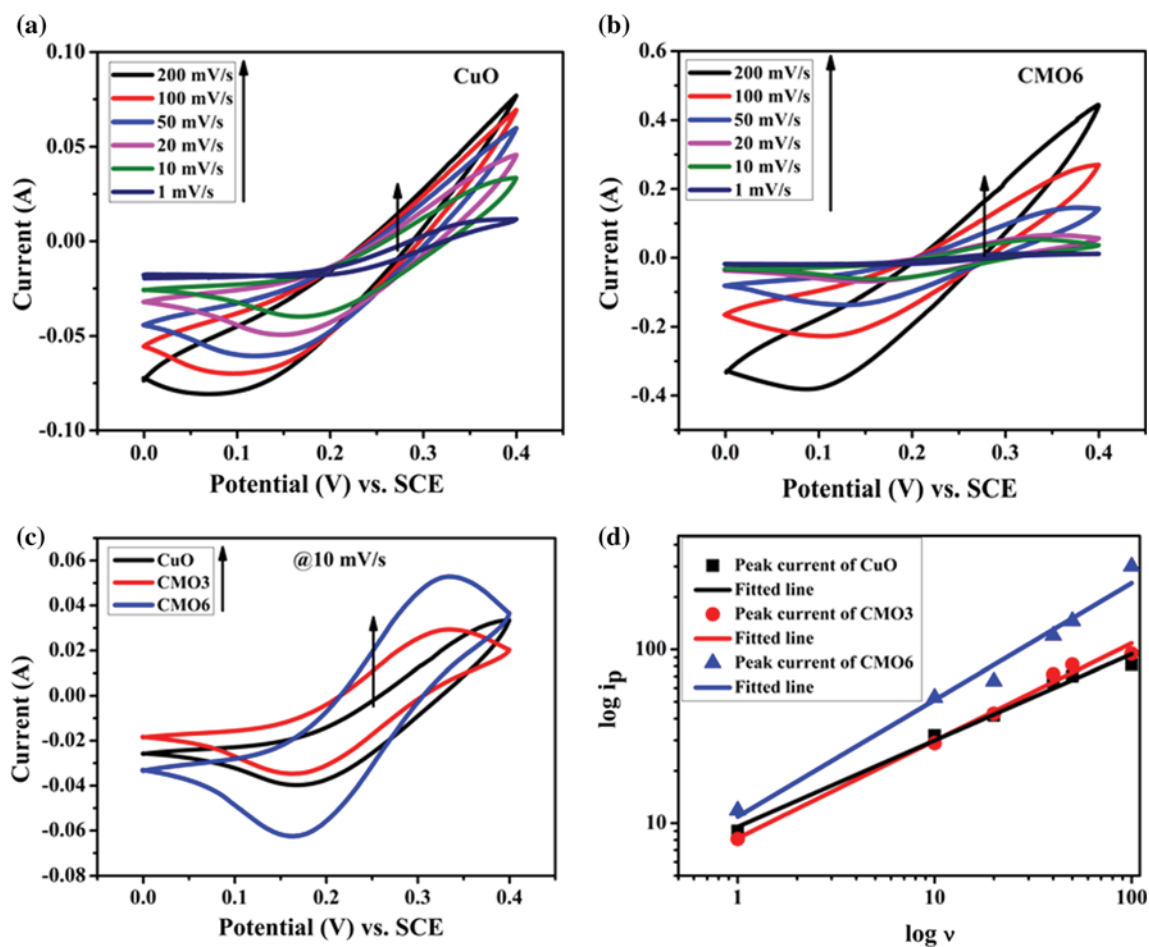 (a)
0.10
0.05
0.00
-0.05
-0.10
Current (A)
200 mV/s
100 mV/s
50 mV/s
20 mV/s
10 mV/s
1 mV/s
CuO
0.0 0.1 0.2 0.3 0.4
Potential (V) vs. SCE
(b)
0.6
0.4
0.2
0.0
-0.2
-0.4
Current (A)
200 mV/s
100 mV/s
50 mV/s
20 mV/s
10 mV/s
1 mV/s
CMO6
0.0 0.1 0.2 0.3 0.4
Potential (V) vs. SCE
(c)
0.06
0.04
0.02
0.00
-0.02
-0.04
-0.06
-0.08
Current (A)
CuO
CMO3
CMO6
@10 mV/s
0.0 0.1 0.2 0.3 0.4
Potential (V) vs. SCE
(d)
100
10
log ip
Peak current of CuO
Fitted line
Peak current of CMO3
Fitted line
Peak current of CMO6
Fitted line
1 10 100
log ν